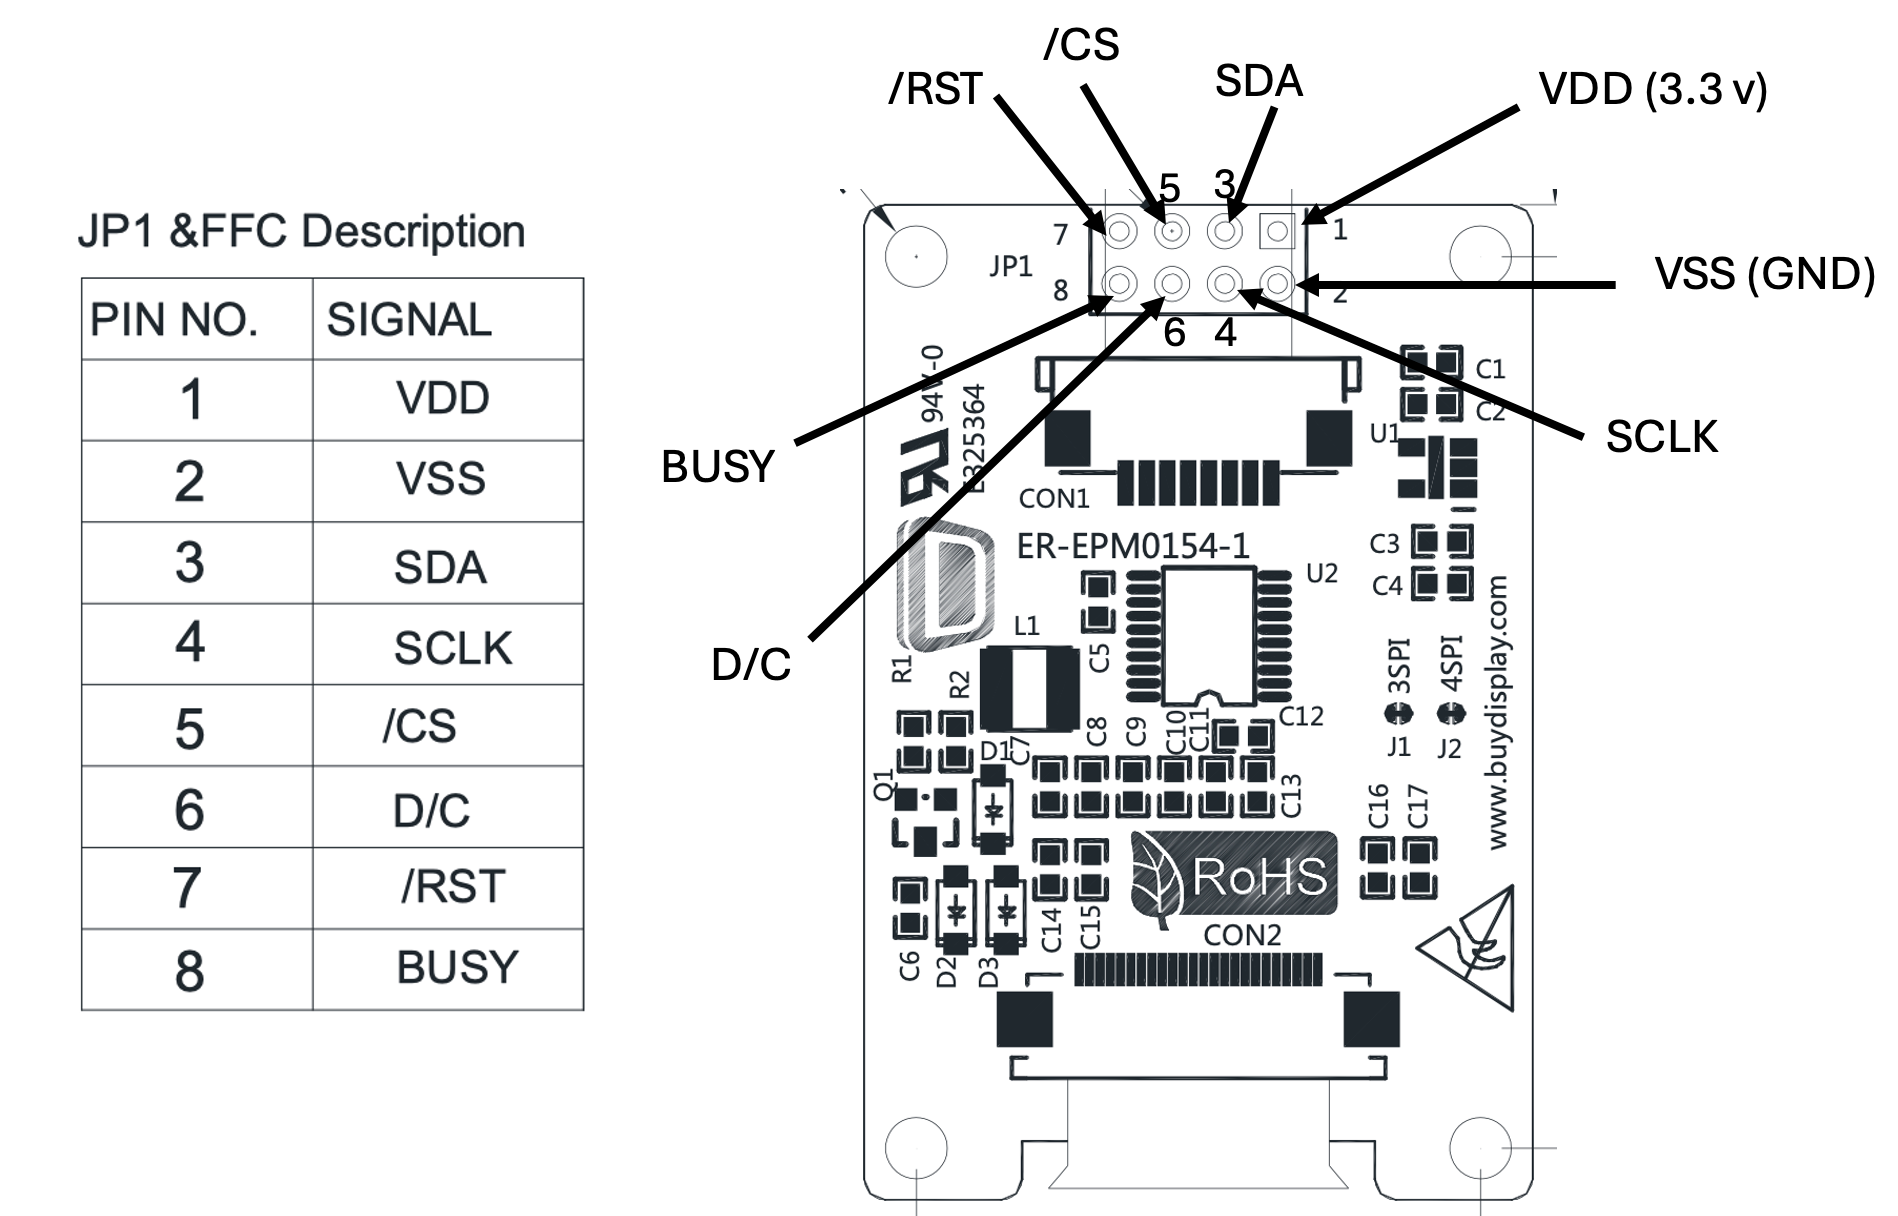 JP1 &FFC Description
PIN NO. SIGNAL
1 VDD
2 VSS
3 SDA
4 SCLK
5 /CS
6 D/C
7 /RST
8 BUSY
/CS
/RST
SDA
VDD (3.3 v)
5 3
7
1
JP1
VSS (GND)
8
2
6 4
94V-0
E325364
C1
C2
U1
SCLK
BUSY
CON1
ER-EPM0154-1
C3
C4
U2
L1
D/C
C5
R1
R2
3SPI
4SPI
www.buydisplay.com
J1
J2
C7
C8
C9
C10
C11
C12
D1
Q1
C13
C16
C17
RoHS
C14
C15
CON2
C6
D2
D3